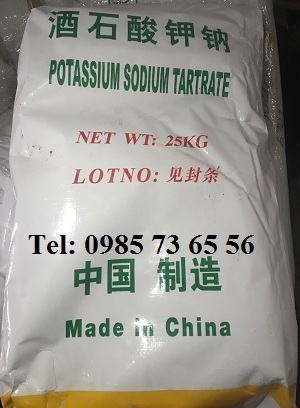 酒石酸钾钠
POTASSIUM SODIUM TARTRATE
NET WT: 25KG
LOTNO: 见封条
Tel: 0985 73 65 56
中国 制造
Made in China